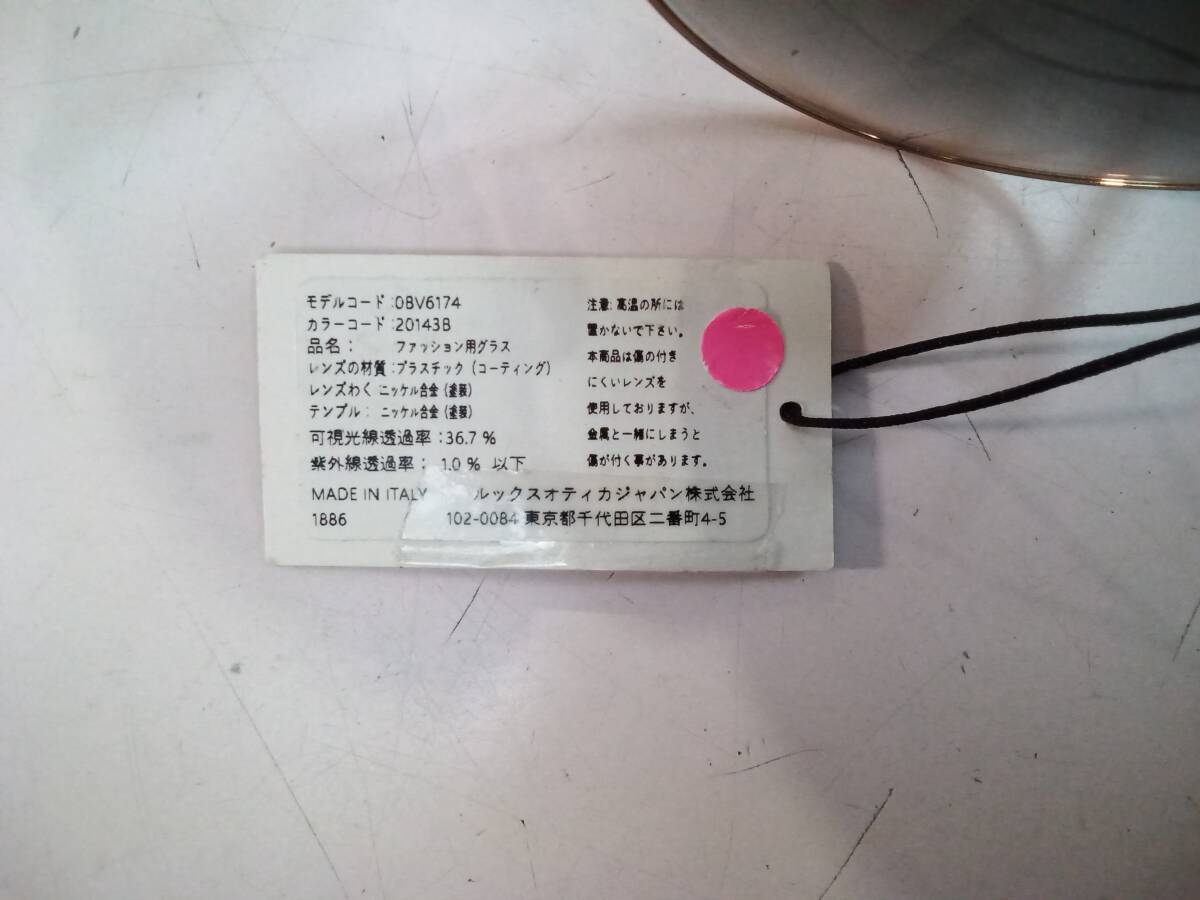 モデルコード:0BV6174
カラーコード:20143B
品名: ファッション用グラス
レンズの材質:プラスチック(コーティング)
レンズわく ニッケル合金(塗装)
テンプル: ニッケル合金(塗装)
可視光線透過率:36.7 %
紫外線透過率: 1.0 % 以下
注意:高温の所には
置かないで下さい。
本商品は傷の付き
にくいレンズを
使用しておりますが、
金属と一緒にしまうと
傷が付く事があります。
MADE IN ITALY ルックスオティカジャパン株式会社
1886 102-0084 東京都千代田区二番町4-5